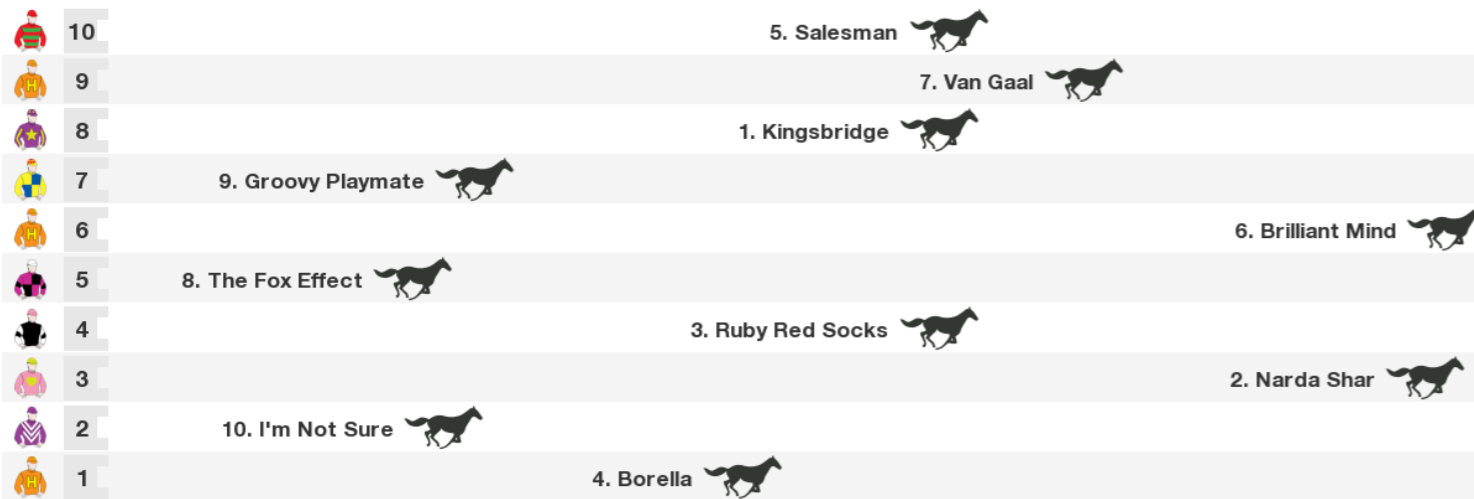 10 5. Salesman
H 9 7. Van Gaal
8 1. Kingsbridge
7 9. Groovy Playmate
H 6 6. Brilliant Mind
5 8. The Fox Effect
4 3. Ruby Red Socks
3 2. Narda Shar
2 10. I'm Not Sure
H 1 4. Borella